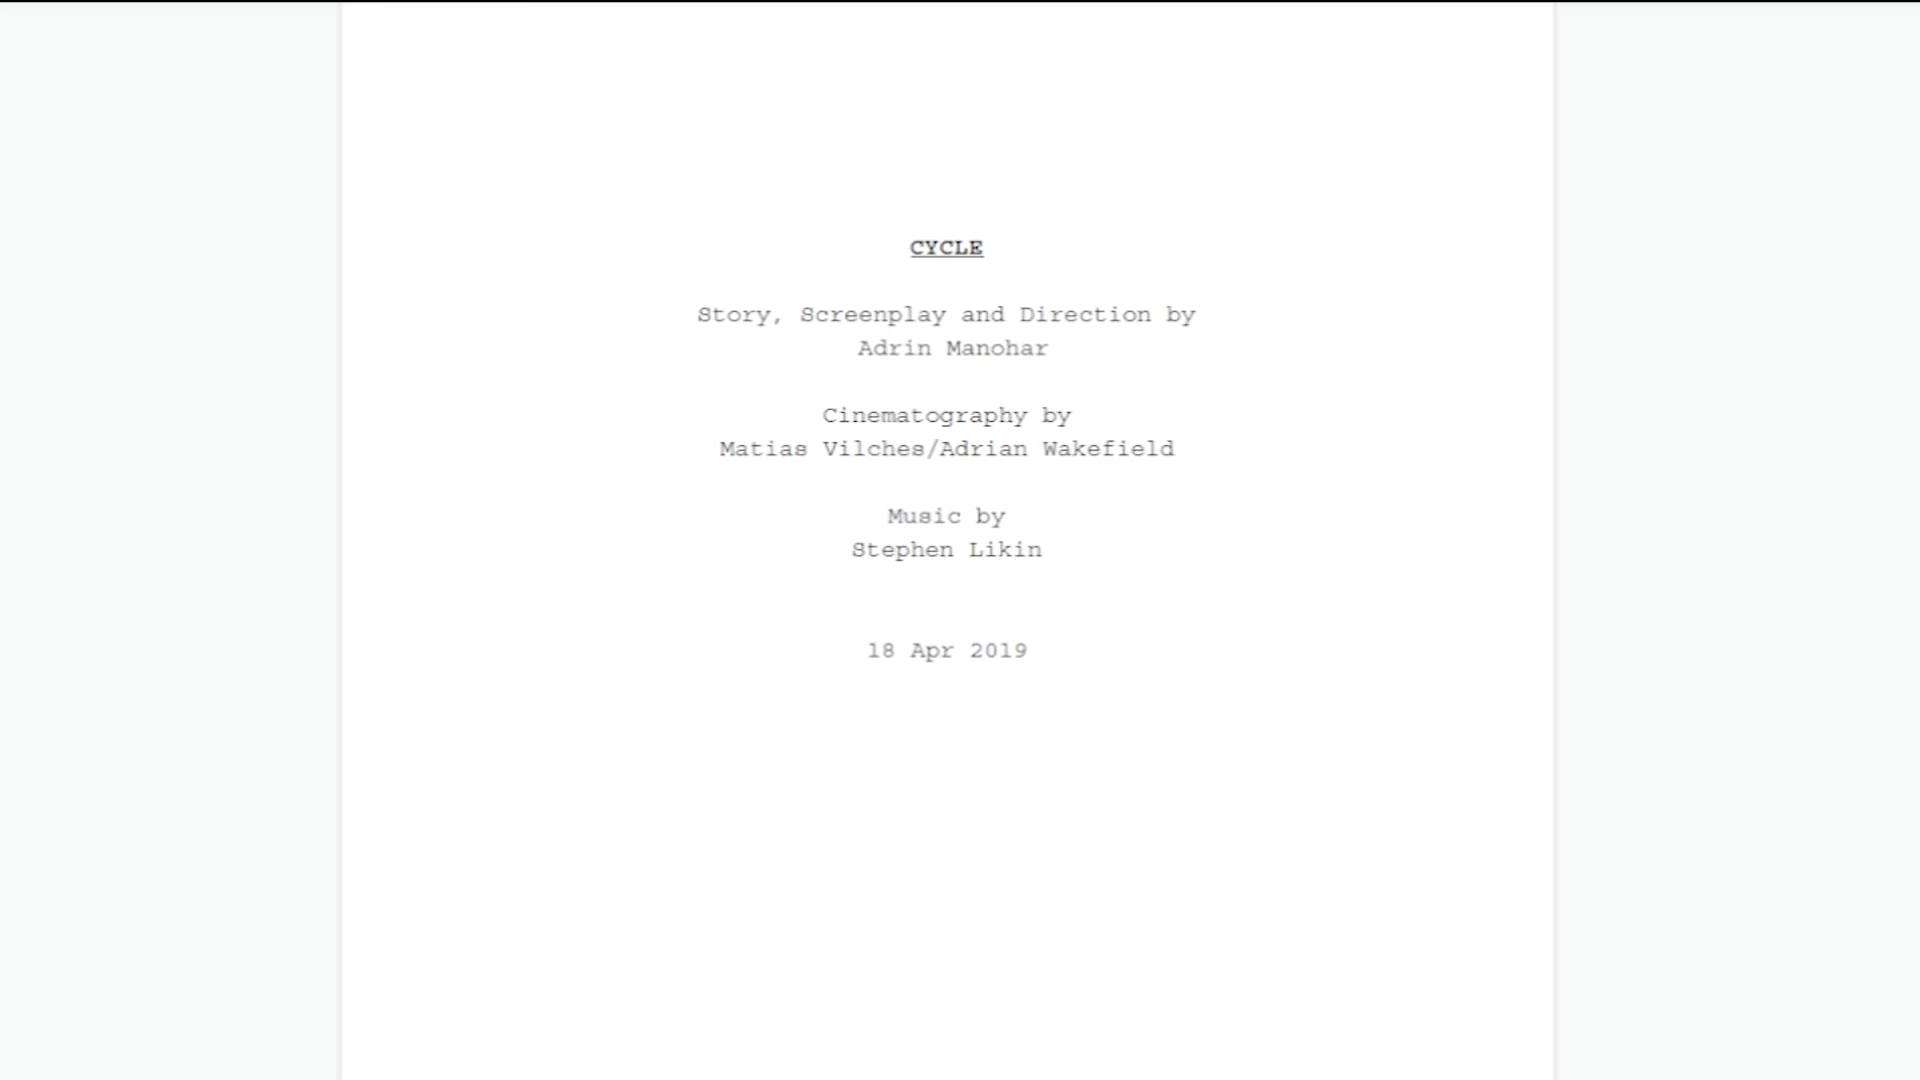 CYCLE
Story, Screenplay and Direction by
Adrin Manohar
Cinematography by
Matias Vilches/Adrian Wakefield
Music by
Stephen Likin
18 Apr 2019